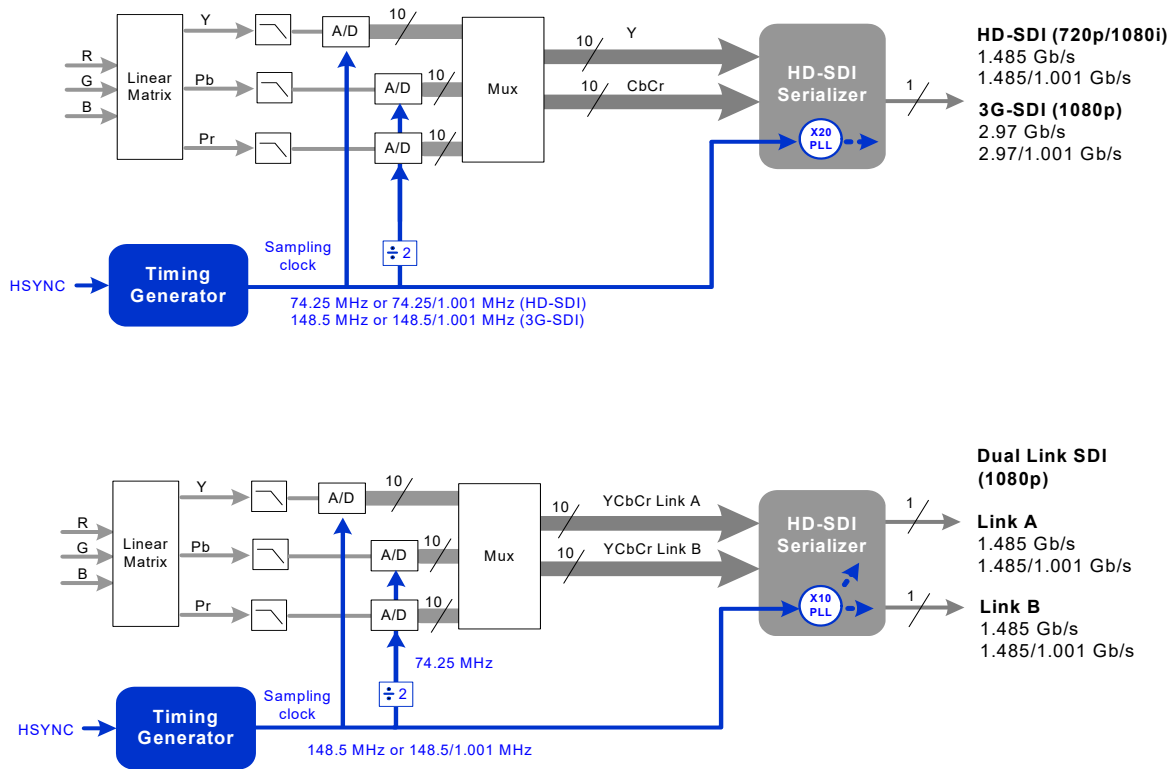 R
G
B
Linear
Matrix
Y
Pb
Pr
A/D
A/D
A/D
10
10
10
Mux
10
Y
10
CbCr
HD-SDI
Serializer
X20
PLL
1
HD-SDI (720p/1080i)
1.485 Gb/s
1.485/1.001 Gb/s
3G-SDI (1080p)
2.97 Gb/s
2.97/1.001 Gb/s
HSYNC
Timing
Generator
Sampling
clock
÷ 2
74.25 MHz or 74.25/1.001 MHz (HD-SDI)
148.5 MHz or 148.5/1.001 MHz (3G-SDI)
R
G
B
Linear
Matrix
Y
Pb
Pr
A/D
A/D
A/D
10
10
10
Mux
10
YCbCr Link A
10
YCbCr Link B
HD-SDI
Serializer
X10
PLL
1
1
Dual Link SDI
(1080p)
Link A
1.485 Gb/s
1.485/1.001 Gb/s
Link B
1.485 Gb/s
1.485/1.001 Gb/s
74.25 MHz
÷ 2
HSYNC
Timing
Generator
Sampling
clock
148.5 MHz or 148.5/1.001 MHz